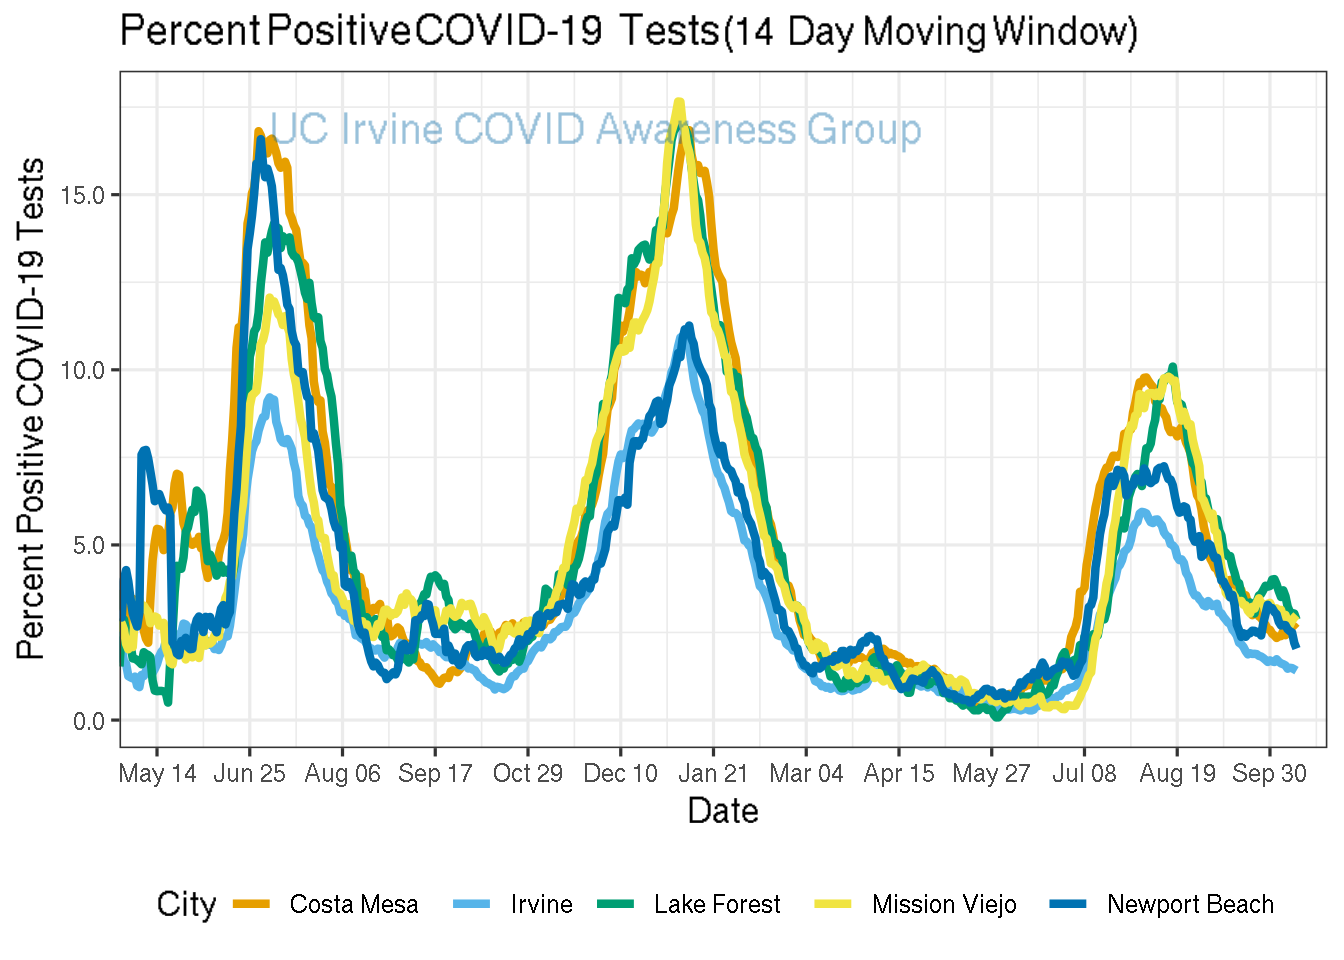 Percent Positive COVID-19 Tests(14 Day Moving Window)
UC Irvine COVID Awareness Group
Percent Positive COVID-19 Tests
15.0
10.0
5.0
0.0
May 14 Jun 25 Aug 06 Sep 17 Oct 29 Dec 10 Jan 21 Mar 04 Apr 15 May 27 Jul 08 Aug 19 Sep 30
Date
City Costa Mesa Irvine Lake Forest Mission Viejo Newport Beach